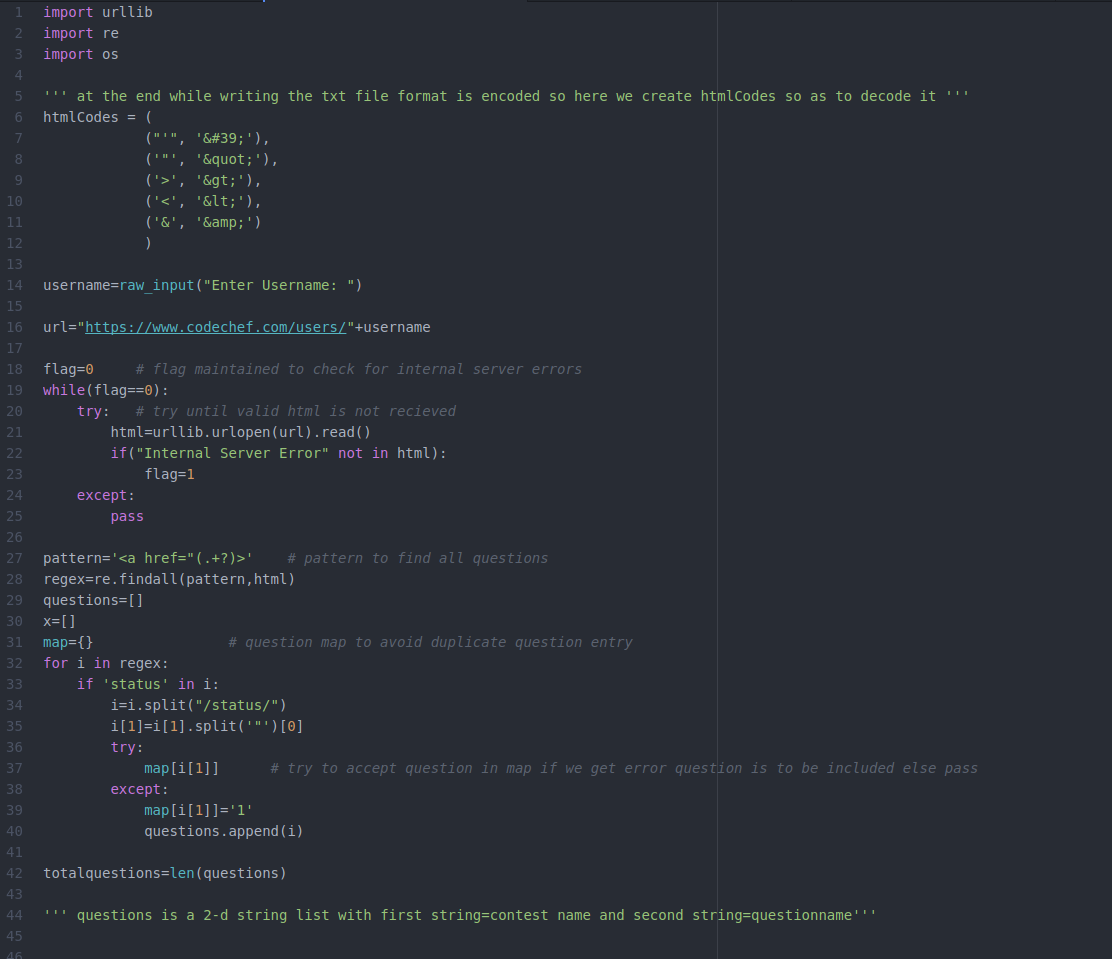 1 import urllib
2 import re
3 import os
4
5 ''' at the end while writing the txt file format is encoded so here we create htmlCodes so as to decode it '''
6 htmlCodes = (
7             ("'", '&#39;'),
8             ('"', '&quot;'),
9             ('>', '&gt;'),
10             ('<', '&lt;'),
11             ('&', '&amp;')
12             )
13
14 username=raw_input("Enter Username: ")
15
16 url="https://www.codechef.com/users/"+username
17
18 flag=0     # flag maintained to check for internal server errors
19 while(flag==0):
20     try:   # try until valid html is not recieved
21         html=urllib.urlopen(url).read()
22         if("Internal Server Error" not in html):
23             flag=1
24     except:
25         pass
26
27 pattern='<a href="(.+?)>'    # pattern to find all questions
28 regex=re.findall(pattern,html)
29 questions=[]
30 x=[]
31 map={}                # question map to avoid duplicate question entry
32 for i in regex:
33     if 'status' in i:
34         i=i.split("/status/")
35         i[1]=i[1].split('"')[0]
36         try:
37             map[i[1]]      # try to accept question in map if we get error question is to be included else pass
38         except:
39             map[i[1]]='1'
40             questions.append(i)
41
42 totalquestions=len(questions)
43
44 ''' questions is a 2-d string list with first string=contest name and second string=questionname'''
45
46